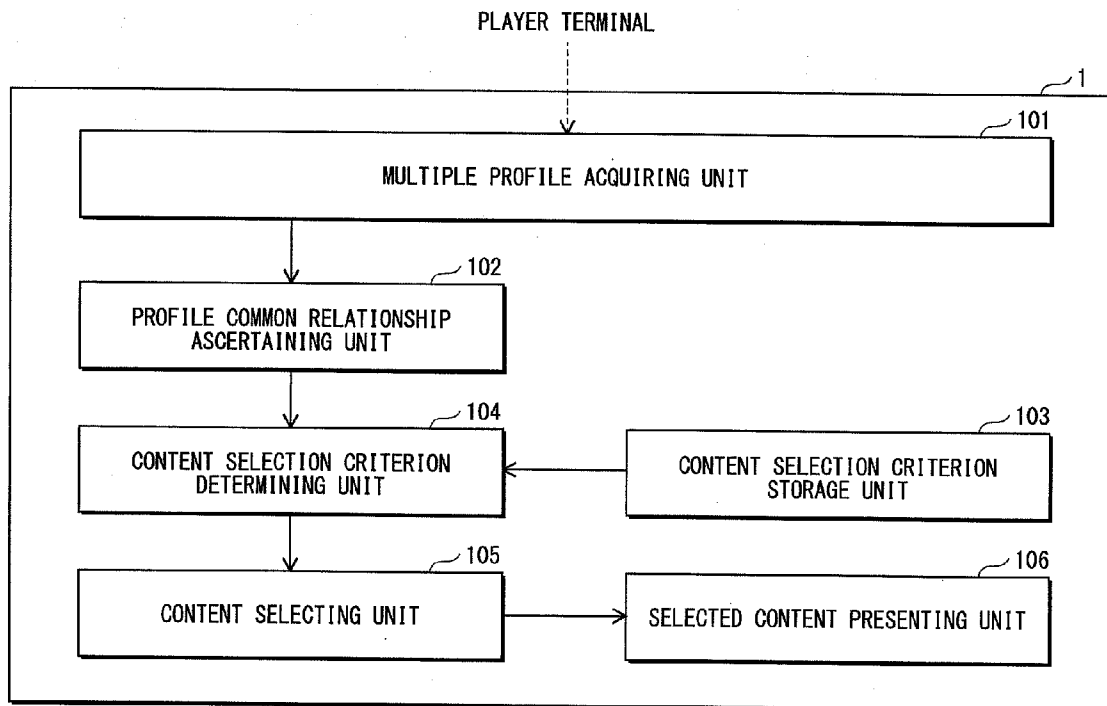 PLAYER TERMINAL
1
101
MULTIPLE PROFILE ACQUIRING UNIT
102
PROFILE COMMON RELATIONSHIP
ASCERTAINING UNIT
104
CONTENT SELECTION CRITERION
DETERMINING UNIT
103
CONTENT SELECTION CRITERION
STORAGE UNIT
105
CONTENT SELECTING UNIT
106
SELECTED CONTENT PRESENTING UNIT